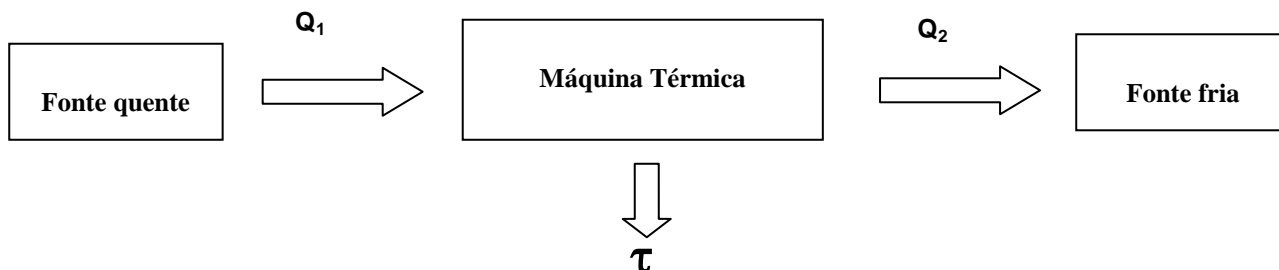 Q₁
Q₂
Fonte quente
Máquina Térmica
Fonte fria
τ